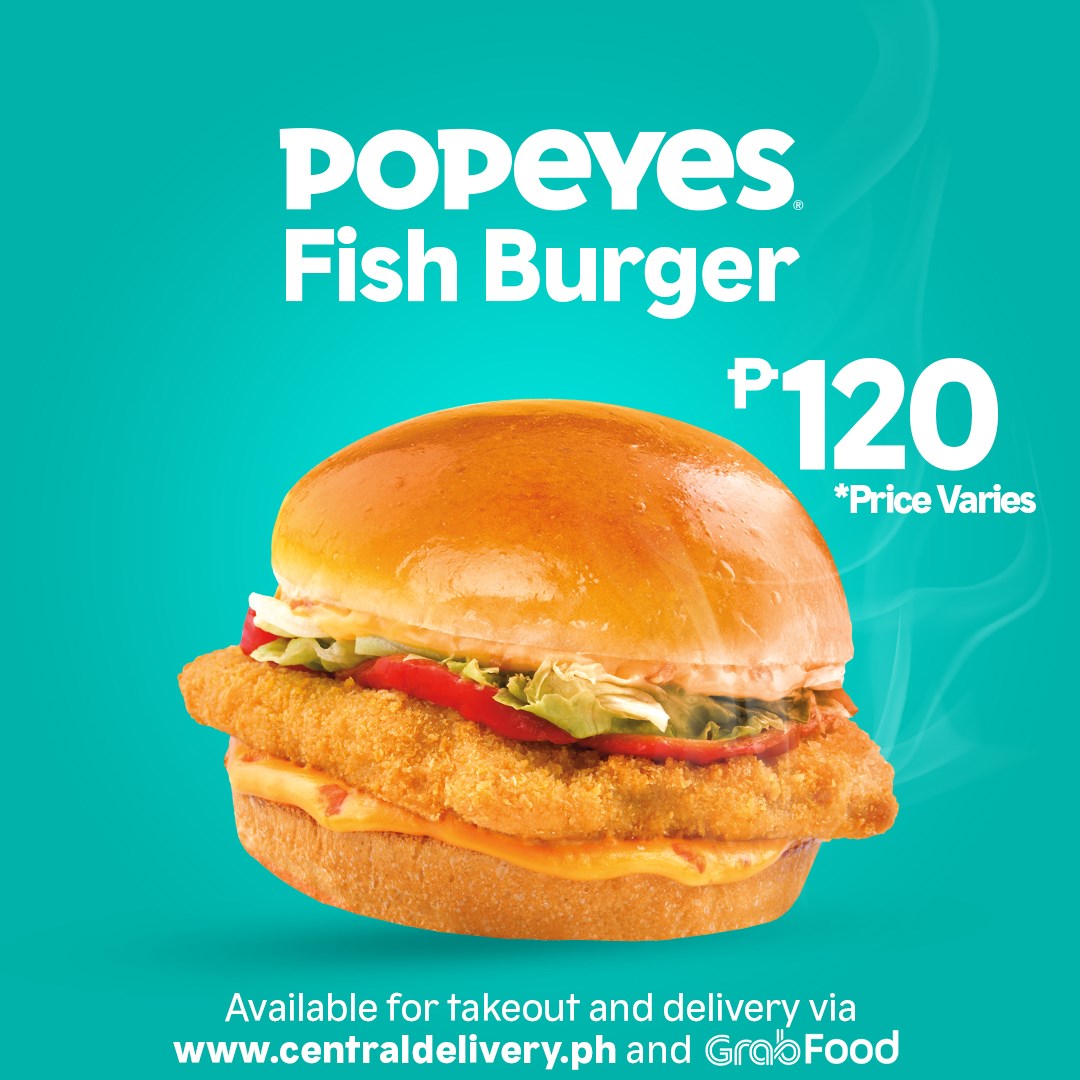 POPEYES®
Fish Burger
₱120
*Price Varies
Available for takeout and delivery via
www.centraldelivery.ph and GrabFood